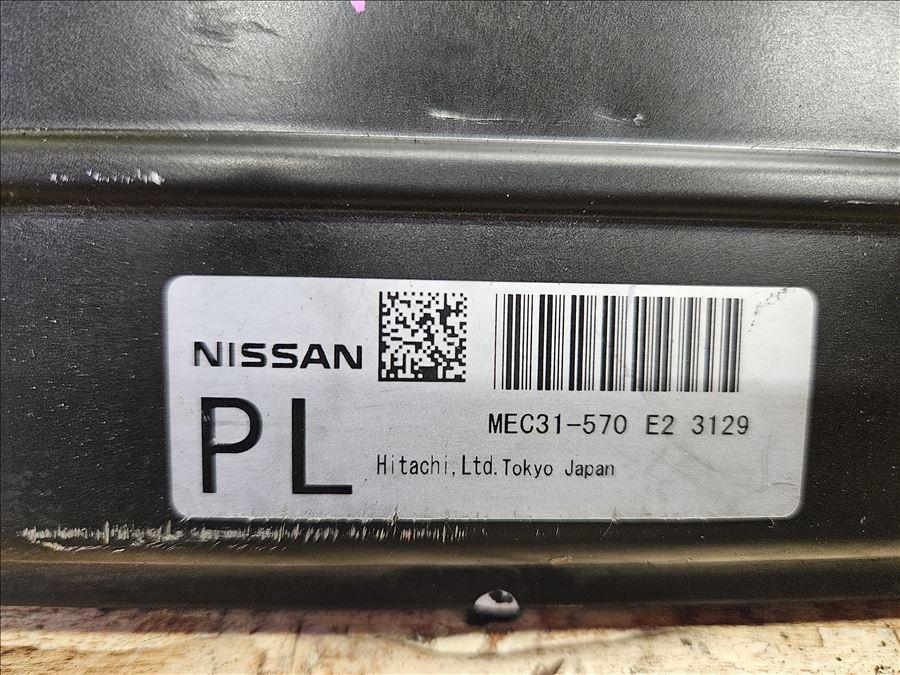 NISSAN
PL
MEC31-570 E2 3129
Hitachi,Ltd.Tokyo Japan